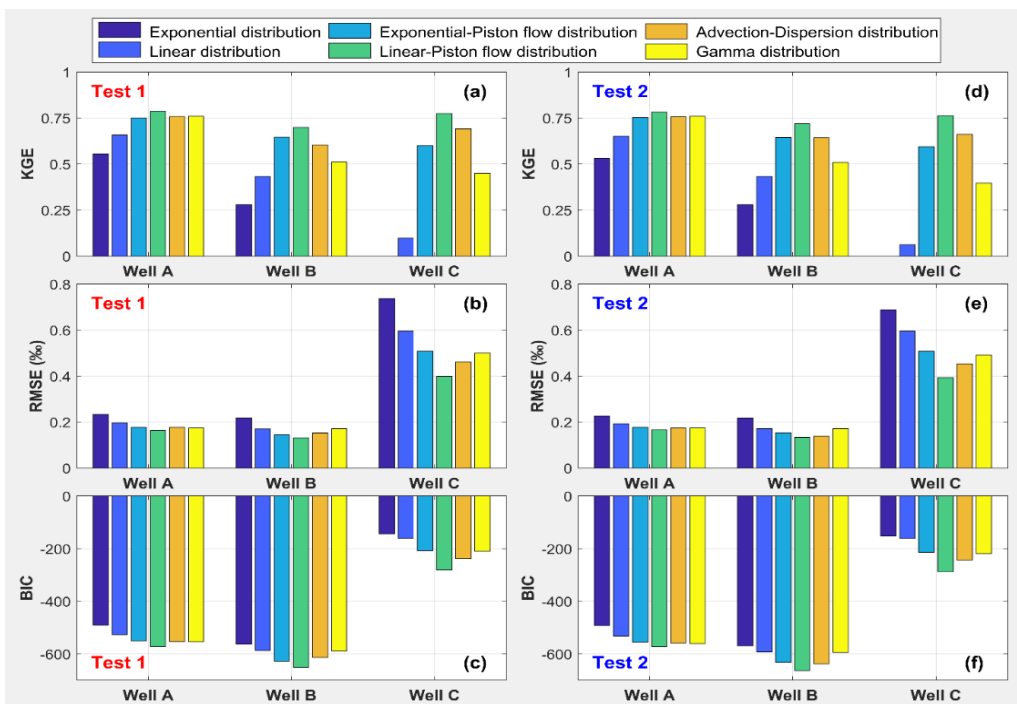 Exponential distribution Exponential-Piston flow distribution Advection-Dispersion distribution
Linear distribution Linear-Piston flow distribution Gamma distribution
Test 1 (a)
KGE
1
0.75
0.5
0.25
0
Well A Well B Well C
Test 2 (d)
KGE
1
0.75
0.5
0.25
0
Well A Well B Well C
Test 1 (b)
RMSE (‰)
0.8
0.6
0.4
0.2
0
Well A Well B Well C
Test 2 (e)
RMSE (‰)
0.8
0.6
0.4
0.2
0
Well A Well B Well C
BIC
0
-200
-400
-600
Test 1 (c)
Well A Well B Well C
BIC
0
-200
-400
-600
Test 2 (f)
Well A Well B Well C